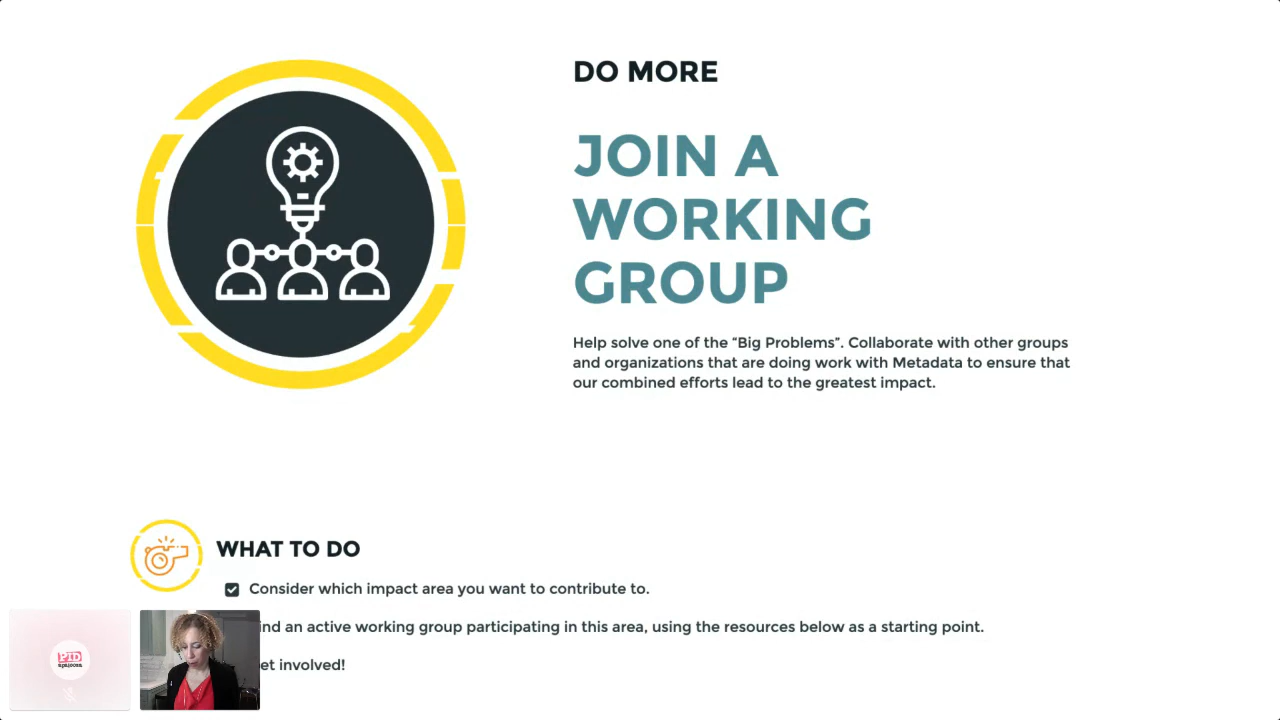 DO MORE
JOIN A
WORKING
GROUP
Help solve one of the “Big Problems”. Collaborate with other groups
and organizations that are doing work with Metadata to ensure that
our combined efforts lead to the greatest impact.
WHAT TO DO
Consider which impact area you want to contribute to.
ind an active working group participating in this area, using the resources below as a starting point.
et involved!
PID
apalooza